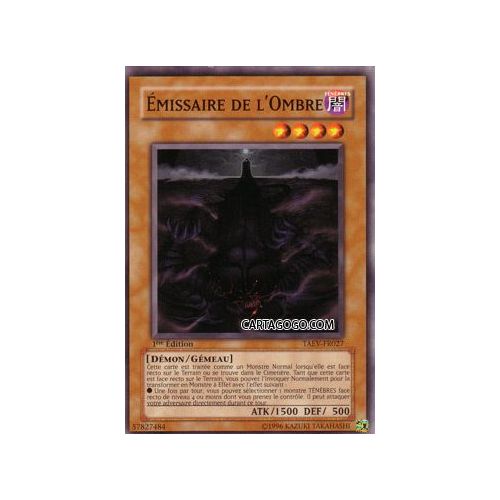 ÉMISSAIRE DE L'OMBRE
TÉNÈBRES
闇
CARTAGOGO.COM
1ère Édition
TAEV-FR027
[DÉMON/GÉMEAU]
Cette carte est traitée comme un Monstre Normal lorsqu'elle est face
recto sur le Terrain ou se trouve dans le Cimetière. Tant que cette carte est
face recto sur le Terrain, vous pouvez l'invoquer Normalement pour la
transformer en Monstre à Effet avec l'effet suivant:
● Une fois par tour, vous pouvez sélectionner 1 monstre TÉNÈBRES face
recto de niveau 4 ou moins dont vous prenez le contrôle. Il peut attaquer
votre adversaire directement durant ce tour.
ATK/1500 DEF/ 500
57827484
©1996 KAZUKI TAKAHASHI